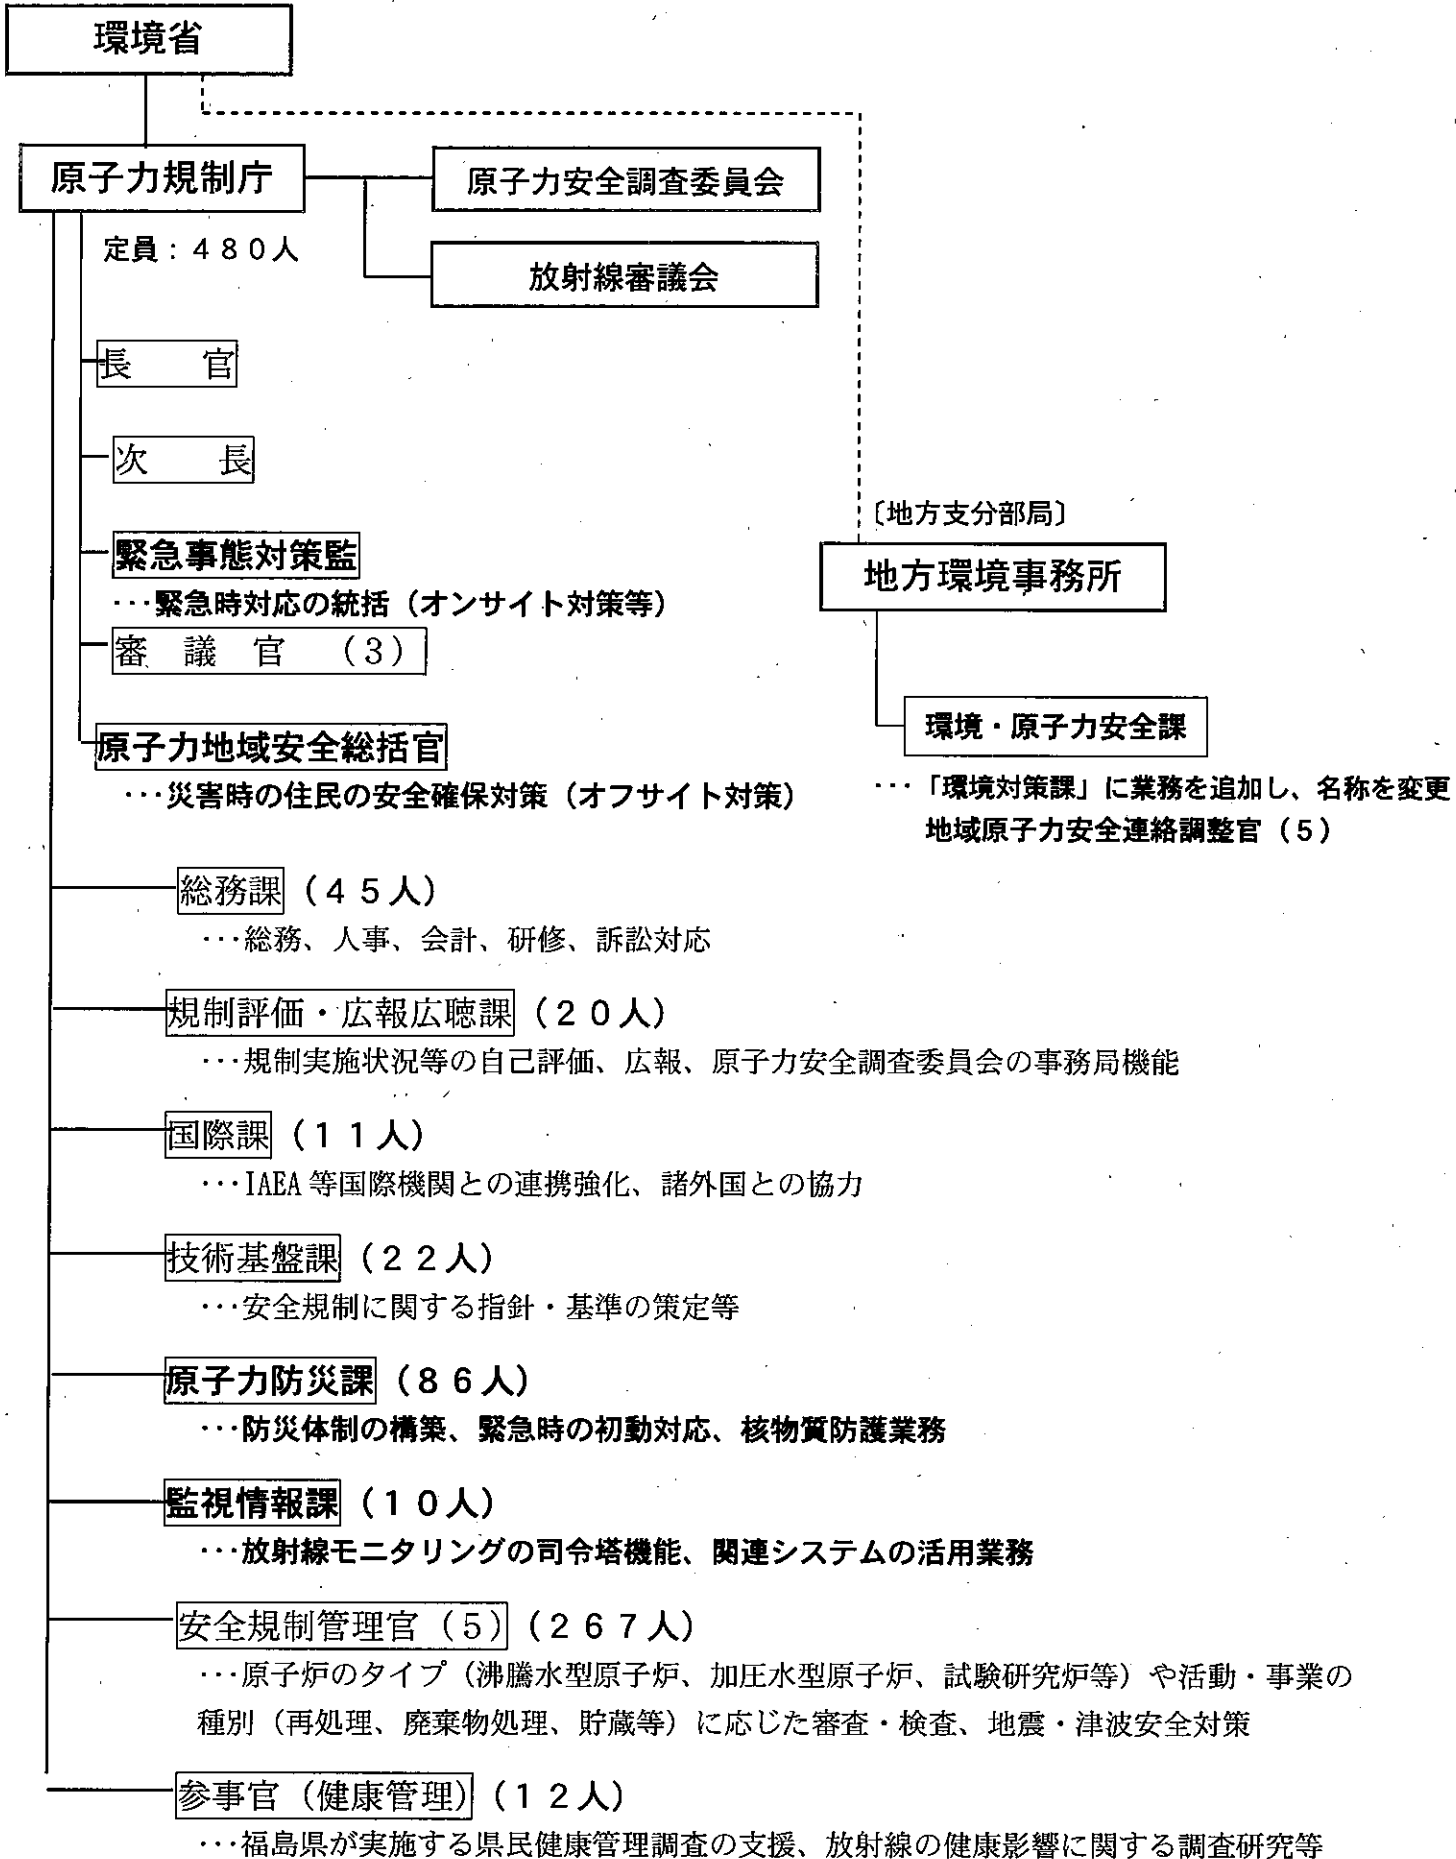 環境省
原子力規制庁
原子力安全調査委員会
定員：４８０人
放射線審議会
長　官
次　長
〔地方支分部局〕
緊急事態対策監
地方環境事務所
…緊急時対応の統括（オンサイト対策等）
審　議　官　（３）
環境・原子力安全課
原子力地域安全総括官
…災害時の住民の安全確保対策（オフサイト対策）
…「環境対策課」に業務を追加し、名称を変更
地域原子力安全連絡調整官（５）
総務課（４５人）
…総務、人事、会計、研修、訴訟対応
規制評価・広報広聴課（２０人）
…規制実施状況等の自己評価、広報、原子力安全調査委員会の事務局機能
国際課（１１人）
…IAEA等国際機関との連携強化、諸外国との協力
技術基盤課（２２人）
…安全規制に関する指針・基準の策定等
原子力防災課（８６人）
…防災体制の構築、緊急時の初動対応、核物質防護業務
監視情報課（１０人）
…放射線モニタリングの司令塔機能、関連システムの活用業務
安全規制管理官（５）（２６７人）
…原子炉のタイプ（沸騰水型原子炉、加圧水型原子炉、試験研究炉等）や活動・事業の
種別（再処理、廃棄物処理、貯蔵等）に応じた審査・検査、地震・津波安全対策
参事官（健康管理）（１２人）
…福島県が実施する県民健康管理調査の支援、放射線の健康影響に関する調査研究等